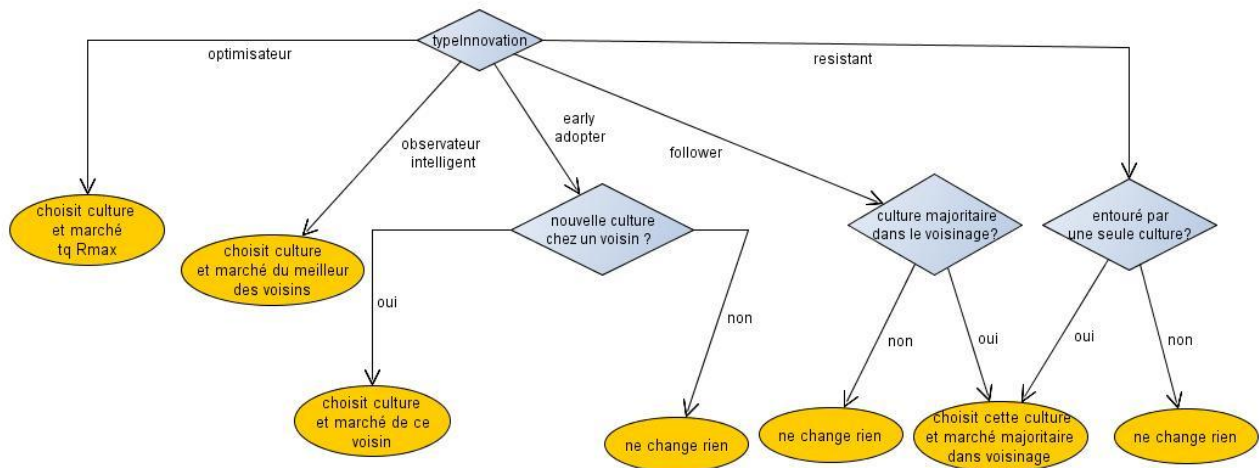 typeInnovation
optimisateur
resistant
observateur
intelligent
early
adopter
follower
choisit culture
et marché
tq Rmax
choisit culture
et marché du meilleur
des voisins
nouvelle culture
chez un voisin ?
culture majoritaire
dans le voisinage?
entouré par
une seule culture?
oui
non
non
oui
oui
non
choisit culture
et marché de ce
voisin
ne change rien
ne change rien
choisit cette culture
et marché majoritaire
dans voisinage
ne change rien